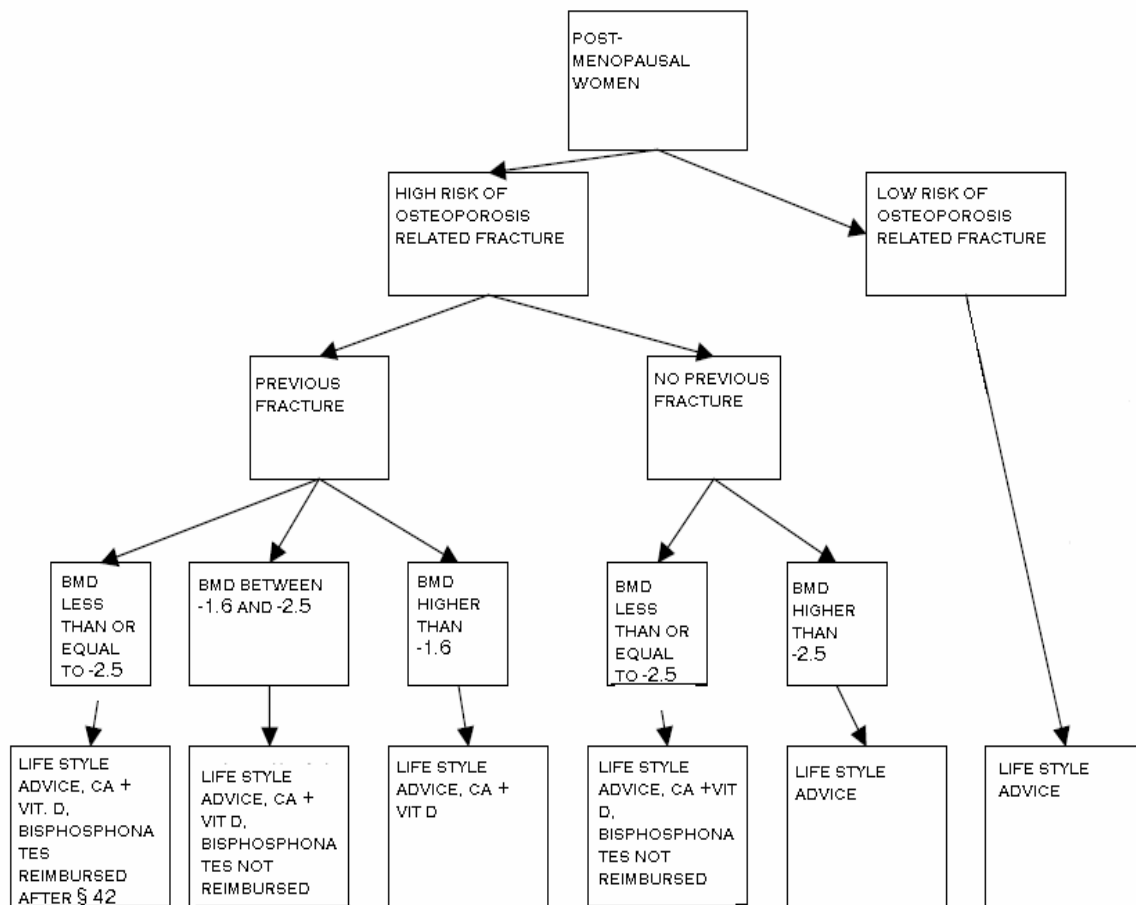 POST-
MENOPAUSAL
WOMEN
HIGH RISK OF
OSTEOPOROSIS
RELATED FRACTURE
LOW RISK OF
OSTEOPOROSIS
RELATED FRACTURE
PREVIOUS
FRACTURE
NO PREVIOUS
FRACTURE
BMD
LESS
THAN OR
EQUAL
TO -2.5
BMD BETWEEN
-1.6 AND -2.5
BMD
HIGHER
THAN
-1.6
BMD
LESS
THAN OR
EQUAL
TO -2.5
BMD
HIGHER
THAN
-2.5
LIFE STYLE
ADVICE, CA +
VIT. D,
BISPHOSPHONA
TES
REIMBURSED
AFTER § 42
LIFE STYLE
ADVICE, CA +
VIT D,
BISPHOSPHONA
TES NOT
REIMBURSED
LIFE STYLE
ADVICE, CA +
VIT D
LIFE STYLE
ADVICE, CA +VIT
D,
BISPHOSPHONA
TES NOT
REIMBURSED
LIFE STYLE
ADVICE
LIFE STYLE
ADVICE